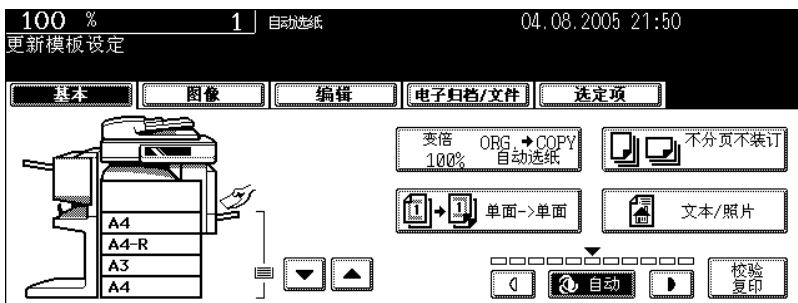 100 % 1 自动选纸 04.08.2005 21:50
更新模板设定
基本 图像 编辑 电子归档/文件 选定项
变倍 ORG.→COPY 不分页不装订
100% 自动选纸
1 → 1 单面->单面 文本/照片
A4
A4-R
A3
A4
自动 校验
复印